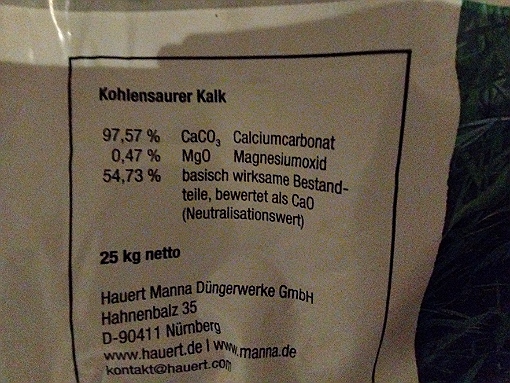 Kohlensaurer Kalk
97,57 % CaCO₃ Calciumcarbonat
0,47 % MgO Magnesiumoxid
54,73 % basisch wirksame Bestand-
teile, bewertet als CaO
(Neutralisationswert)
25 kg netto
Hauert Manna Düngerwerke GmbH
Hahnenbalz 35
D-90411 Nürnberg
www.hauert.de I www.manna.de
kontakt@hauert.com